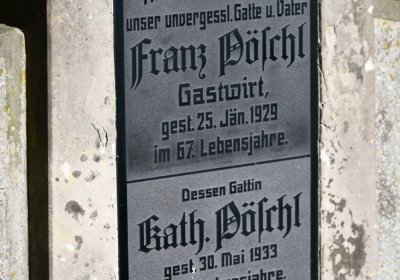 unser unvergessl. Gatte u. Vater
Franz Pöschl
Gastwirt,
gest. 25. Jän. 1929
im 67. Lebensjahre.
Dessen Gattin
Kath. Pöschl
gest. 30. Mai 1933
Lebensjahre.